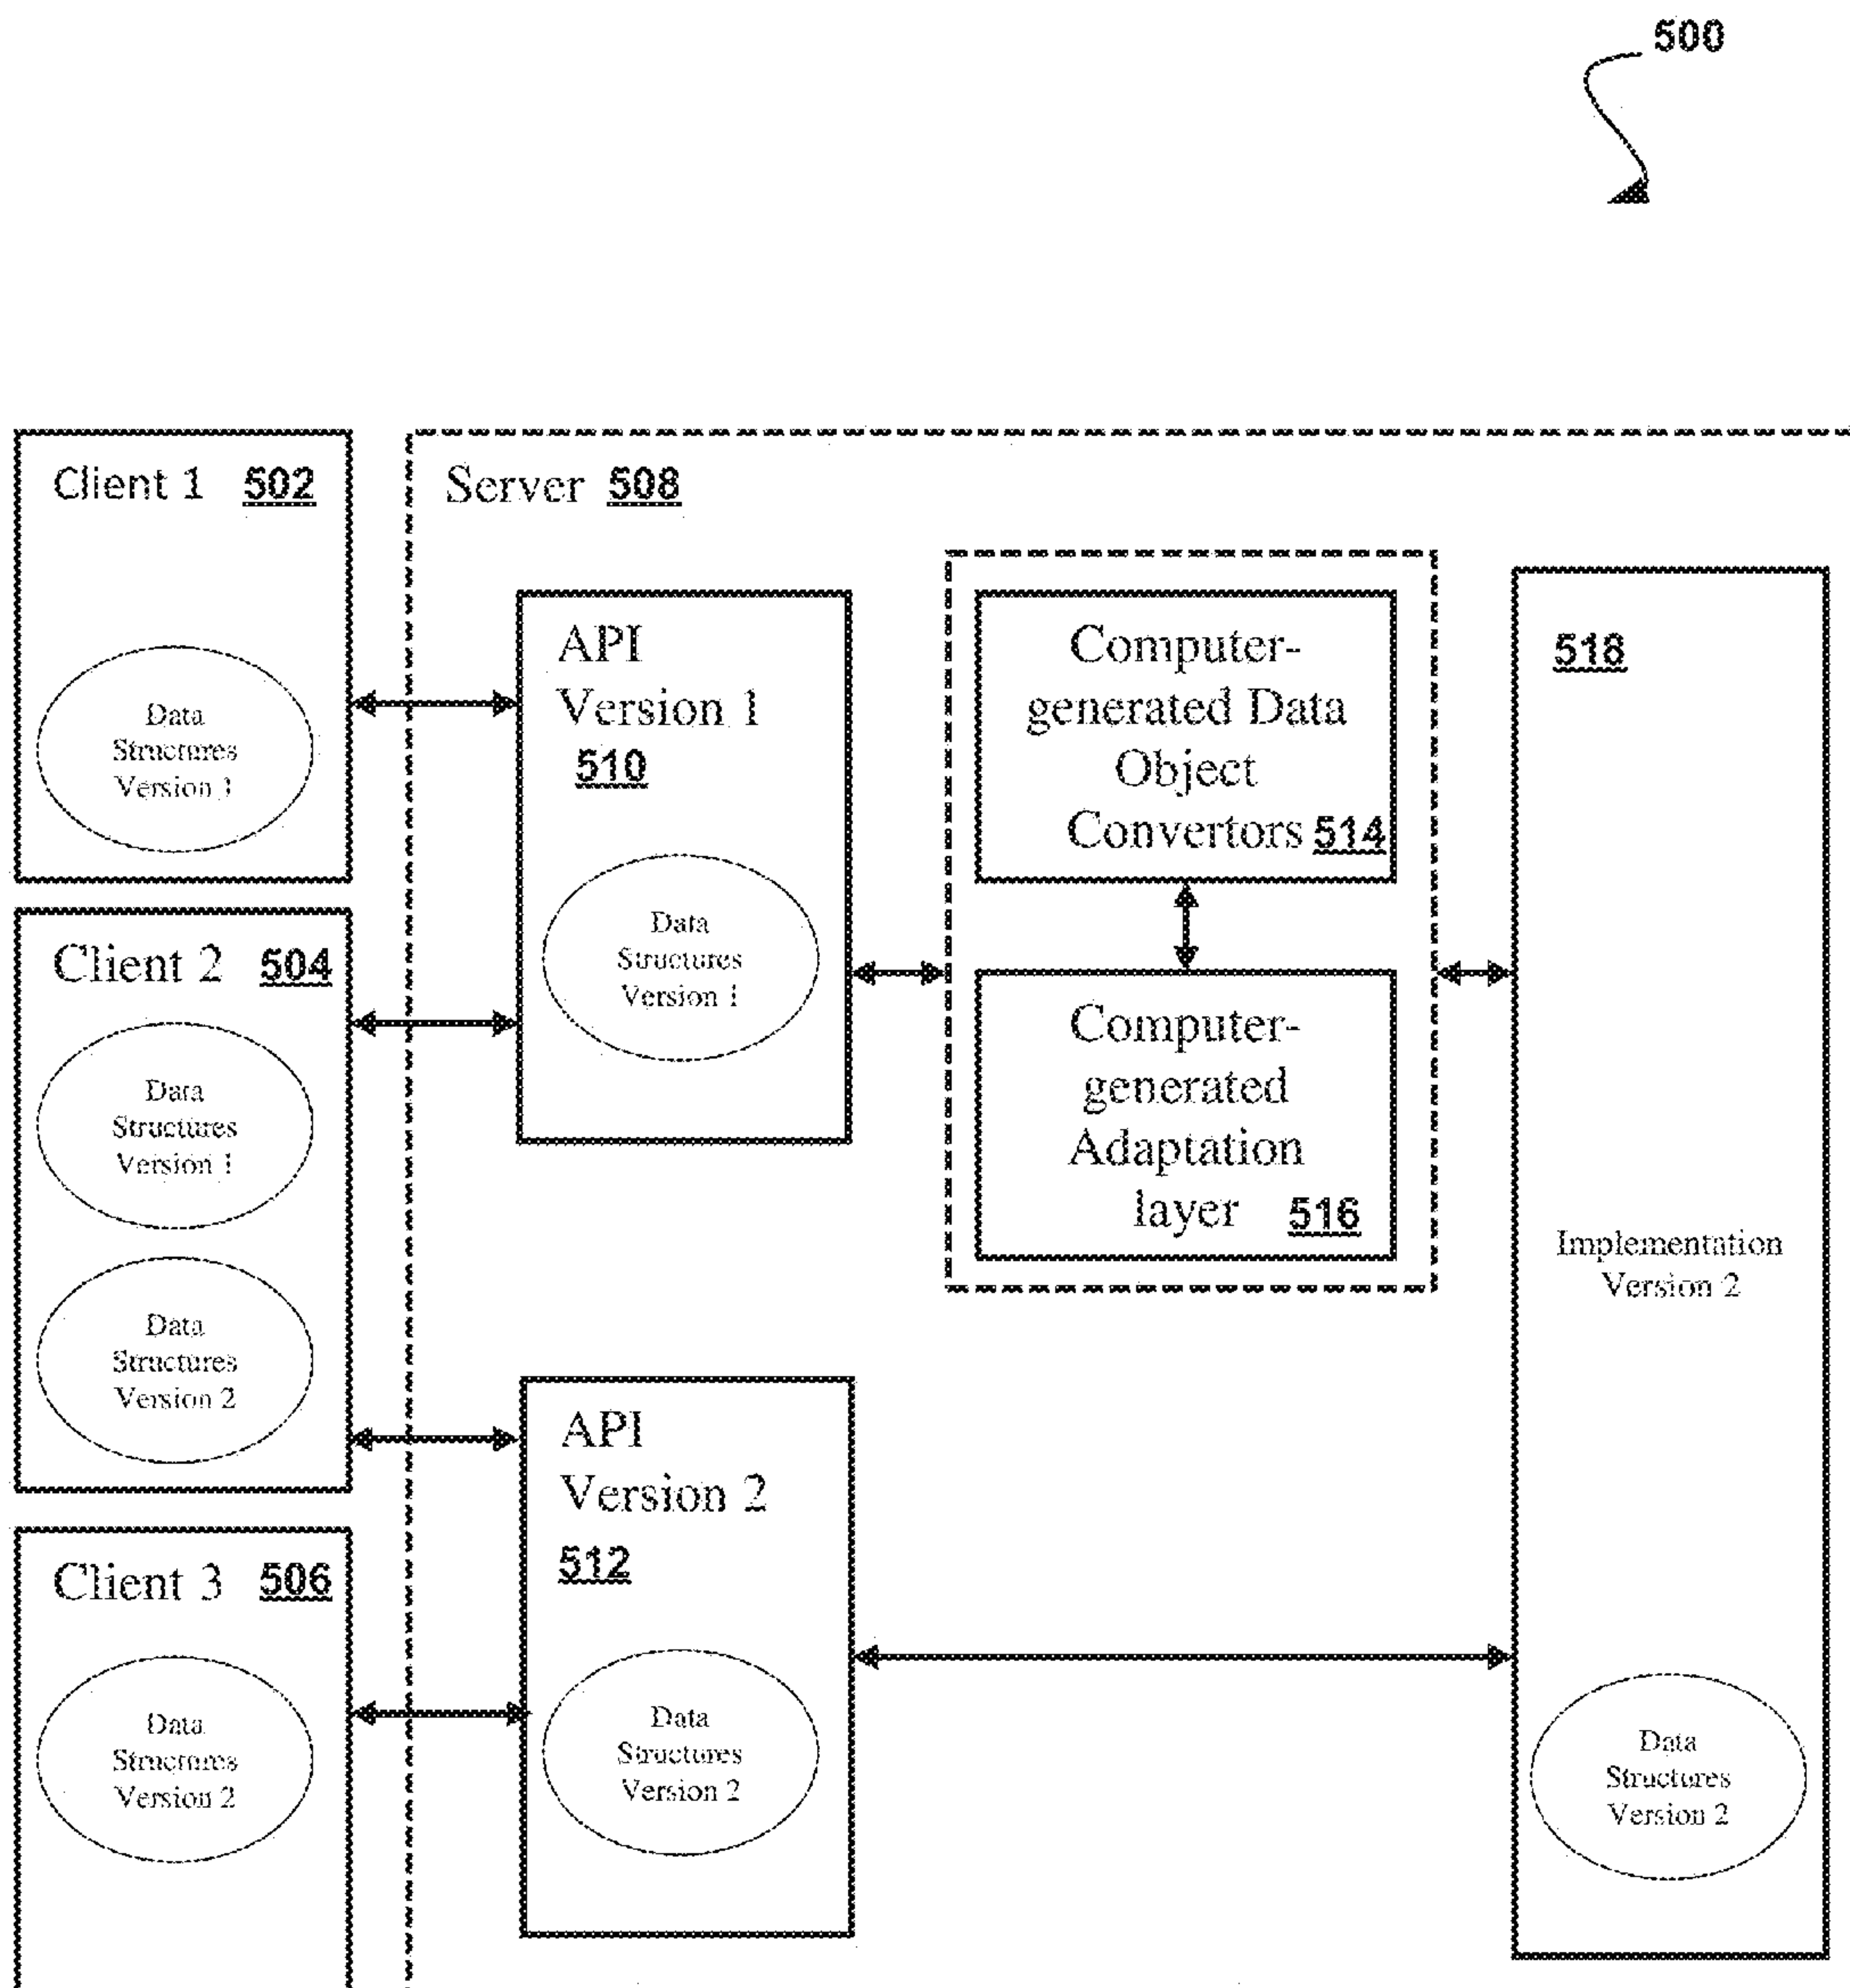 500
Client 1 502
Data
Structures
Version 1
Client 2 504
Data
Structures
Version 1
Data
Structures
Version 2
Client 3 506
Data
Structures
Version 2
Server 508
API
Version 1
510
Data
Structures
Version 1
API
Version 2
512
Data
Structures
Version 2
Computer-
generated Data
Object
Convertors 514
Computer-
generated
Adaptation
layer 516
518
Implementation
Version 2
Data
Structures
Version 2